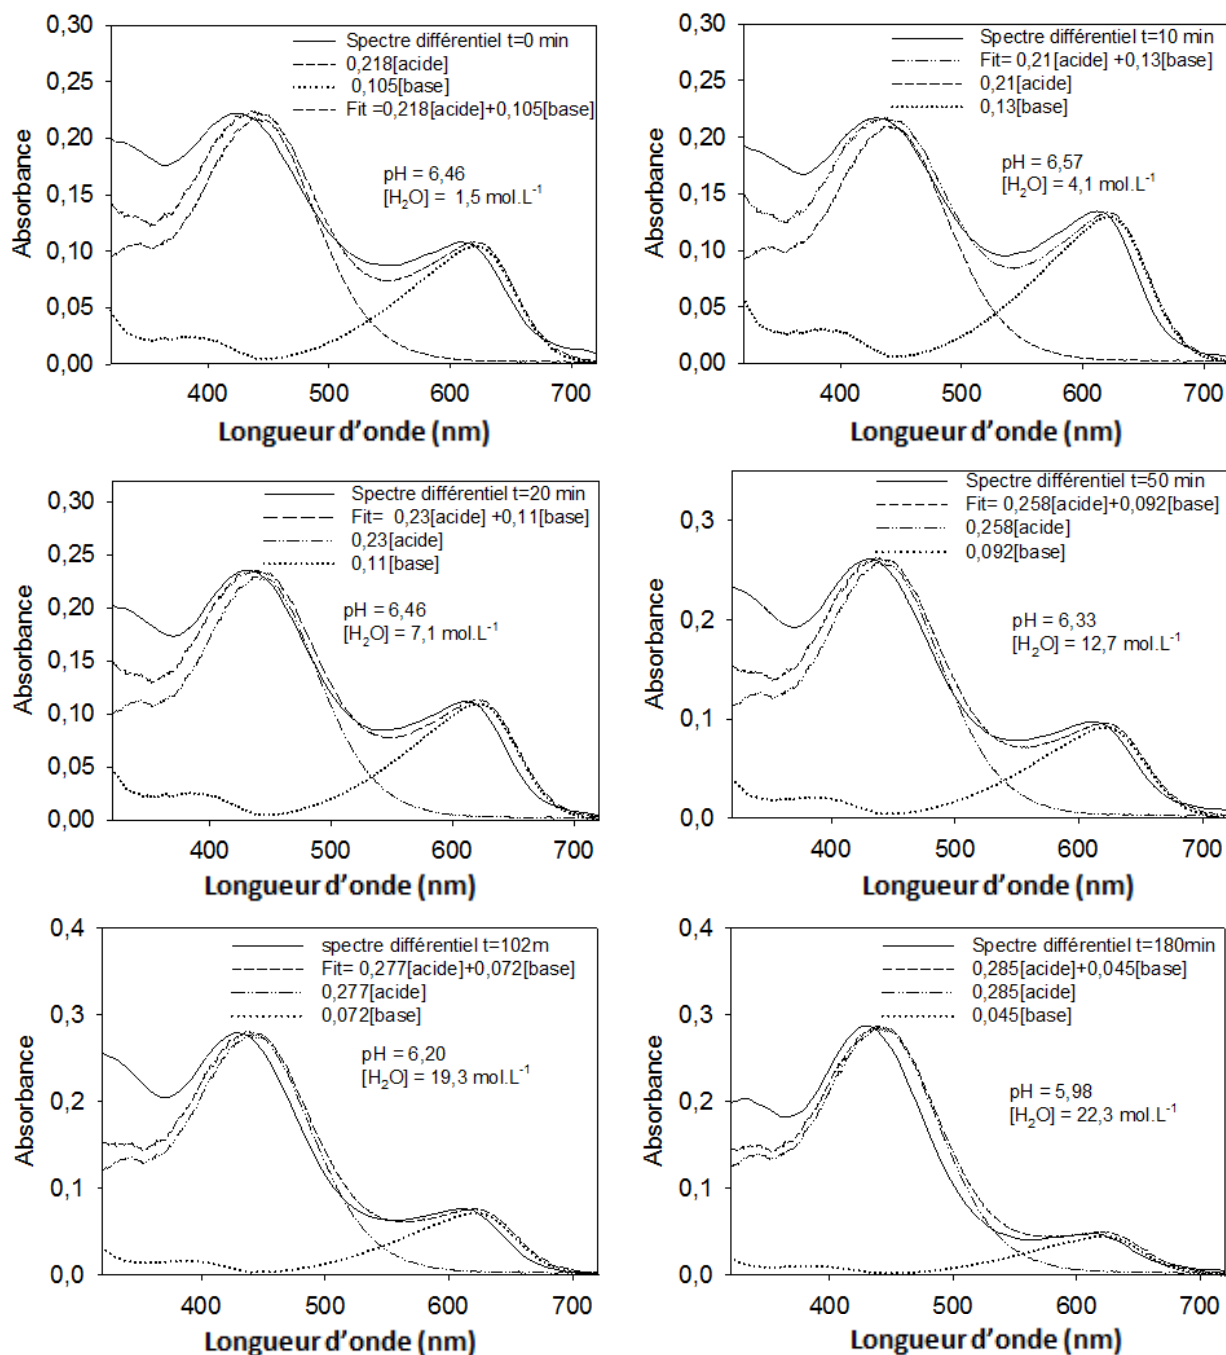 0,30
0,25
0,20
0,15
0,10
0,05
0,00
Absorbance
Spectre différentiel t=0 min
0,218[acide]
0,105[base]
Fit =0,218[acide]+0,105[base]
pH = 6,46
[H₂O] = 1,5 mol.L⁻¹
400 500 600 700
Longueur d'onde (nm)
0,30
0,25
0,20
0,15
0,10
0,05
0,00
Absorbance
Spectre différentiel t=10 min
Fit= 0,21[acide] +0,13[base]
0,21[acide]
0,13[base]
pH = 6,57
[H₂O] = 4,1 mol.L⁻¹
400 500 600 700
Longueur d'onde (nm)
0,30
0,25
0,20
0,15
0,10
0,05
0,00
Absorbance
Spectre différentiel t=20 min
Fit= 0,23[acide] +0,11[base]
0,23[acide]
0,11[base]
pH = 6,46
[H₂O] = 7,1 mol.L⁻¹
400 500 600 700
Longueur d'onde (nm)
0,3
0,2
0,1
0,0
Absorbance
Spectre différentiel t=50 min
Fit= 0,258[acide]+0,092[base]
0,258[acide]
0,092[base]
pH = 6,33
[H₂O] = 12,7 mol.L⁻¹
400 500 600 700
Longueur d'onde (nm)
0,4
0,3
0,2
0,1
0,0
Absorbance
spectre différentiel t=102m
Fit= 0,277[acide]+0,072[base]
0,277[acide]
0,072[base]
pH = 6,20
[H₂O] = 19,3 mol.L⁻¹
400 500 600 700
Longueur d'onde (nm)
0,4
0,3
0,2
0,1
0,0
Absorbance
Spectre différentiel t=180min
0,285[acide]+0,045[base]
0,285[acide]
0,045[base]
pH = 5,98
[H₂O] = 22,3 mol.L⁻¹
400 500 600 700
Longueur d'onde (nm)